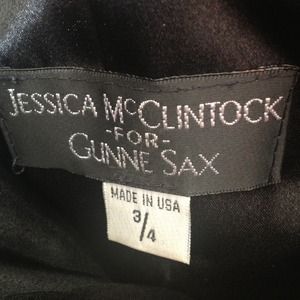 JESSICA MCCLINTOCK
-FOR-
GUNNE SAX
MADE IN USA
3/4